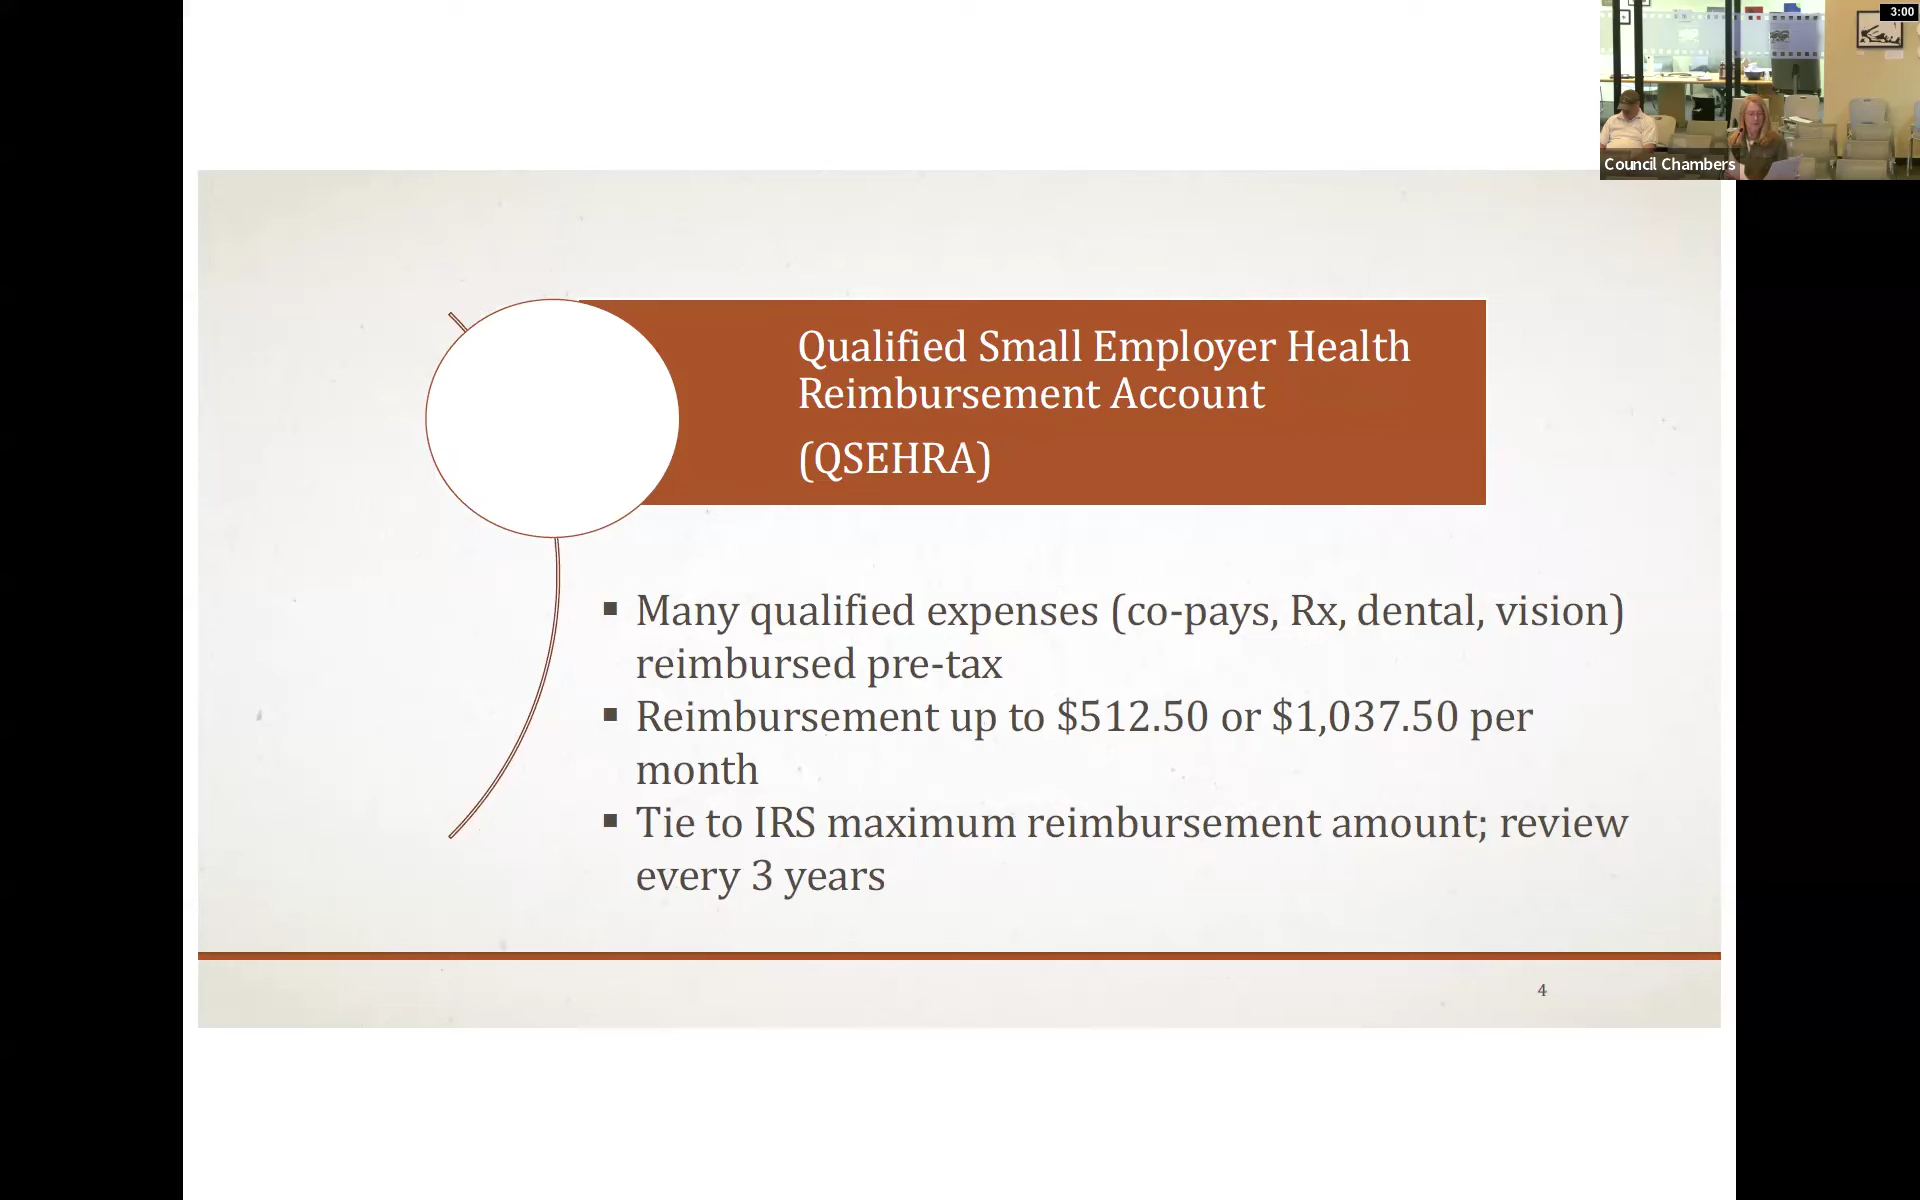 3:00
Council Chambers
Qualified Small Employer Health
Reimbursement Account
(QSEHRA)
▪ Many qualified expenses (co-pays, Rx, dental, vision)
reimbursed pre-tax
▪ Reimbursement up to $512.50 or $1,037.50 per
month
▪ Tie to IRS maximum reimbursement amount; review
every 3 years
4